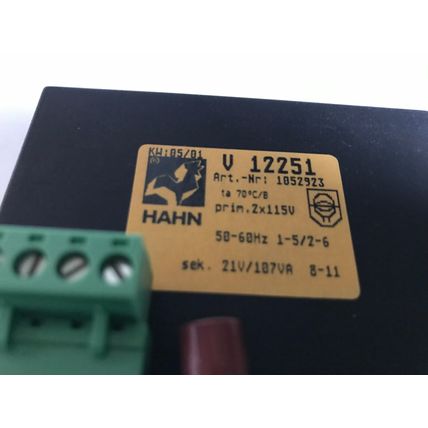 KW:05/01
V 12251
Art.-Nr: 1052923
ta 70°C/B
HAHN
prim.2x115V
50-60Hz 1-5/2-6
sek. 21V/107VA 8-11